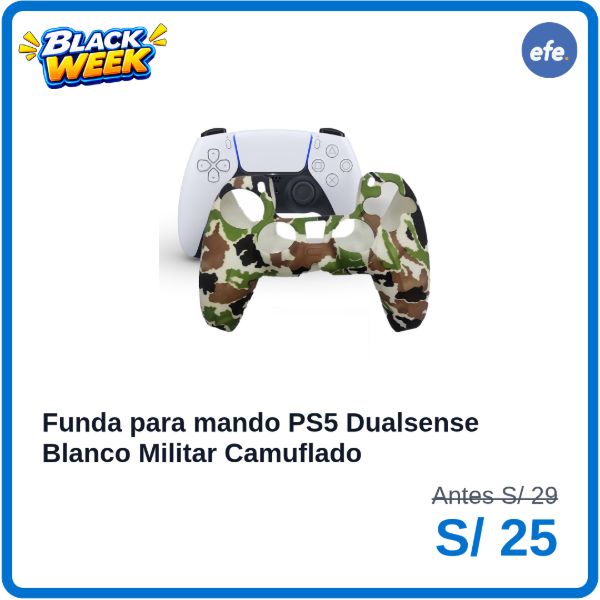 BLACK
WEEK
efe.
Funda para mando PS5 Dualsense
Blanco Militar Camuflado
Antes S/ 29
S/ 25